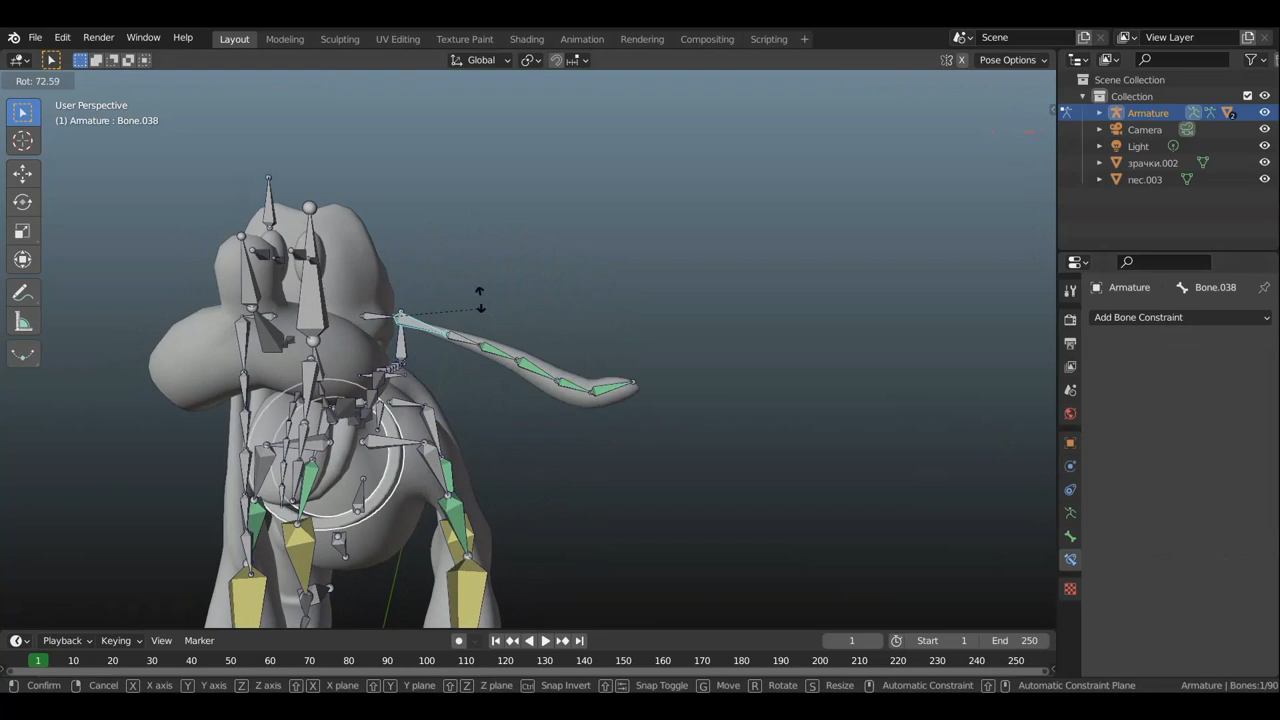 File Edit Render Window Help Layout Modeling Sculpting UV Editing Texture Paint Shading Animation Rendering Compositing Scripting + Scene View Layer
Global X Pose Options
Rot: 72.59
User Perspective
(1) Armature : Bone.038
Scene Collection
Collection
Armature 2
Camera
Light
зрачки.002
пес.003
Armature Bone.038
Add Bone Constraint
Playback Keying View Marker 1 Start 1 End 250
1 10 20 30 40 50 60 70 80 90 100 110 120 130 140 150 160 170 180 190 200 210 220 230 240 250
Confirm Cancel X X axis Y Y axis Z Z axis X X plane Y Y plane Z Z plane Ctrl Snap Invert Snap Toggle G Move R Rotate S Resize Automatic Constraint Automatic Constraint Plane Armature | Bones:1/90